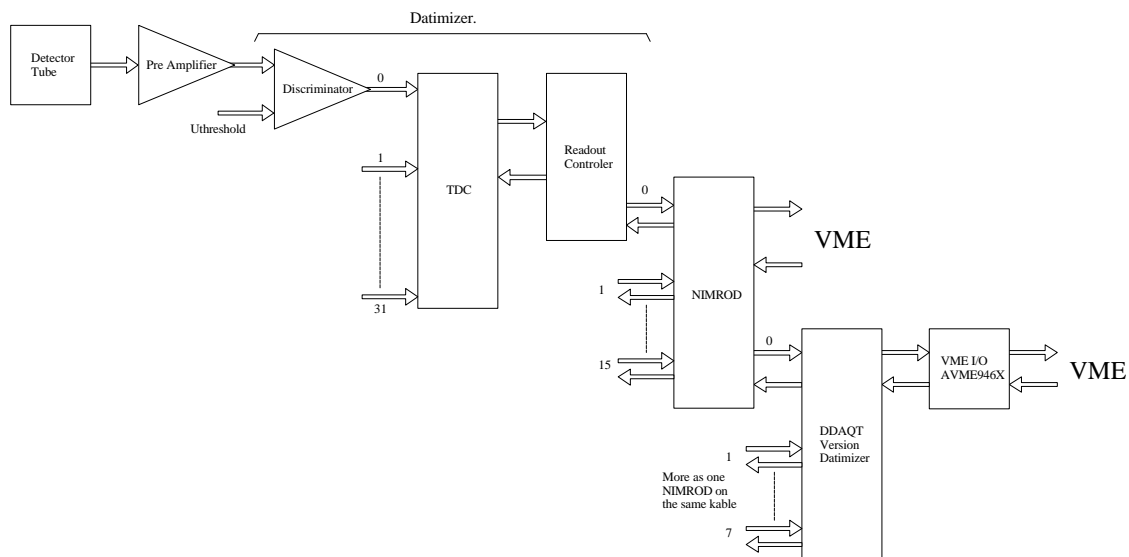 Datimizer.
Detector
Tube
Pre Amplifier
Discriminator
Uthreshold
0
1
31
TDC
Readout
Controler
0
1
15
NIMROD
VME
0
DDAQT
Version
Datimizer
VME I/O
AVME946X
VME
1
More as one
NIMROD on
the same kable
7